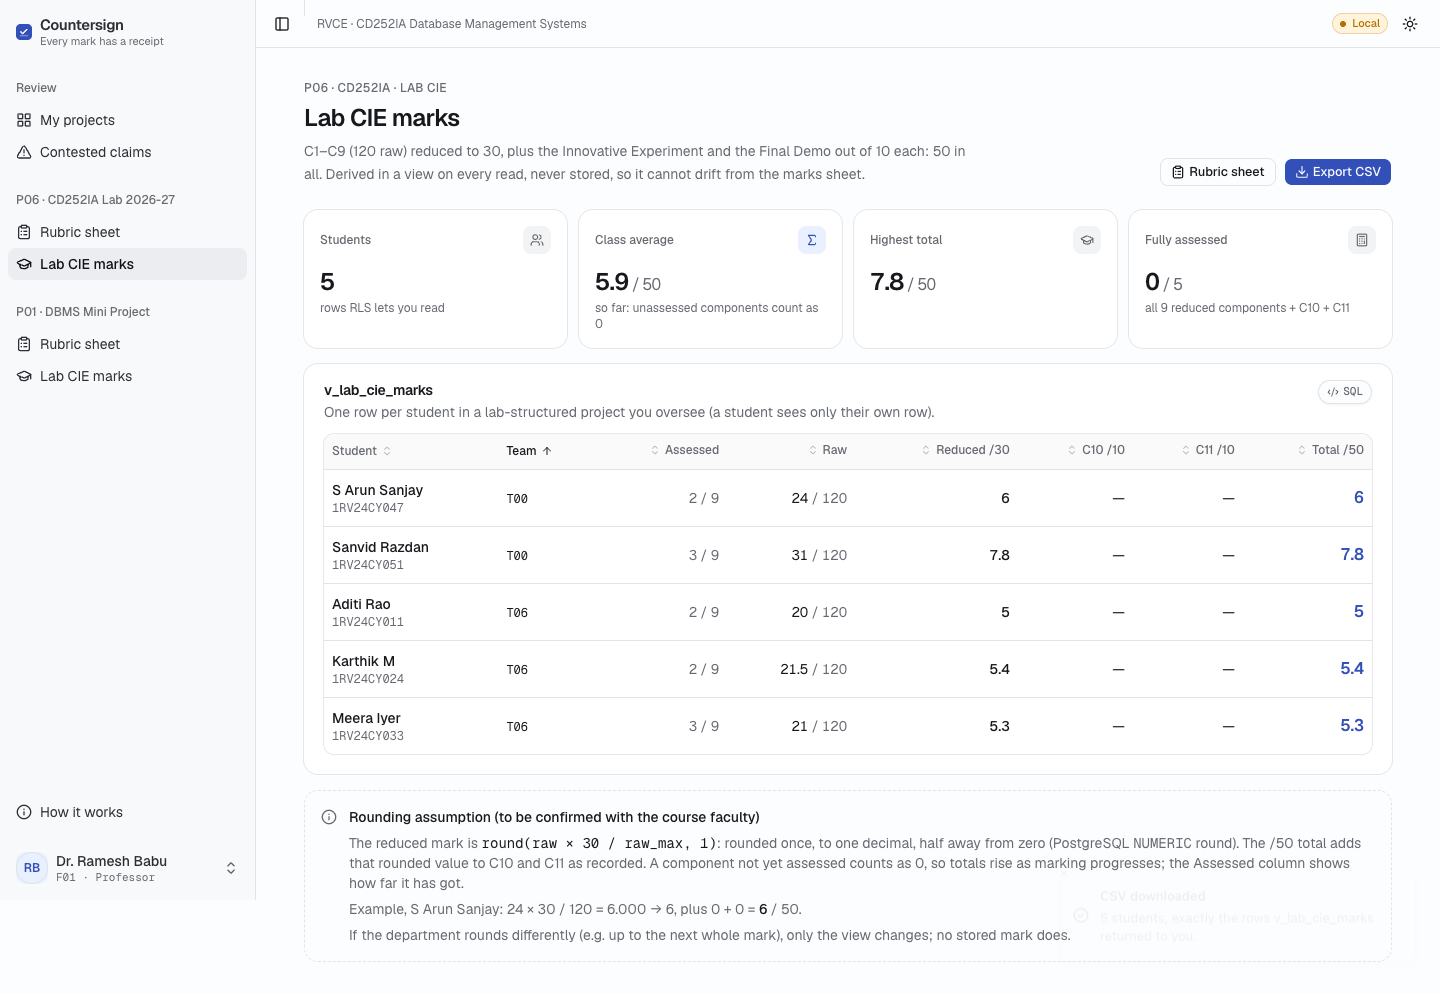 Countersign
Every mark has a receipt
Review
My projects
Contested claims
P06 · CD252IA Lab 2026-27
Rubric sheet
Lab CIE marks
P01 · DBMS Mini Project
Rubric sheet
Lab CIE marks
How it works
RB
Dr. Ramesh Babu
F01 · Professor
RVCE · CD252IA Database Management Systems
Local
P06 · CD252IA · LAB CIE
Lab CIE marks
C1–C9 (120 raw) reduced to 30, plus the Innovative Experiment and the Final Demo out of 10 each: 50 in
all. Derived in a view on every read, never stored, so it cannot drift from the marks sheet.
Rubric sheet
Export CSV
Students
5
rows RLS lets you read
Class average
5.9 / 50
so far: unassessed components count as
0
Highest total
7.8 / 50
Fully assessed
0 / 5
all 9 reduced components + C10 + C11
v_lab_cie_marks
SQL
One row per student in a lab-structured project you oversee (a student sees only their own row).
Student Team Assessed Raw Reduced /30 C10 /10 C11 /10 Total /50
S Arun Sanjay
1RV24CY047
T00 2 / 9 24 / 120 6 — — 6
Sanvid Razdan
1RV24CY051
T00 3 / 9 31 / 120 7.8 — — 7.8
Aditi Rao
1RV24CY011
T06 2 / 9 20 / 120 5 — — 5
Karthik M
1RV24CY024
T06 2 / 9 21.5 / 120 5.4 — — 5.4
Meera Iyer
1RV24CY033
T06 3 / 9 21 / 120 5.3 — — 5.3
Rounding assumption (to be confirmed with the course faculty)
The reduced mark is round(raw × 30 / raw_max, 1): rounded once, to one decimal, half away from zero (PostgreSQL NUMERIC round). The /50 total adds
that rounded value to C10 and C11 as recorded. A component not yet assessed counts as 0, so totals rise as marking progresses; the Assessed column shows
how far it has got.
Example, S Arun Sanjay: 24 × 30 / 120 = 6.000 → 6, plus 0 + 0 = 6 / 50.
If the department rounds differently (e.g. up to the next whole mark), only the view changes; no stored mark does.
CSV downloaded
5 students, exactly the rows v_lab_cie_marks
returned to you.